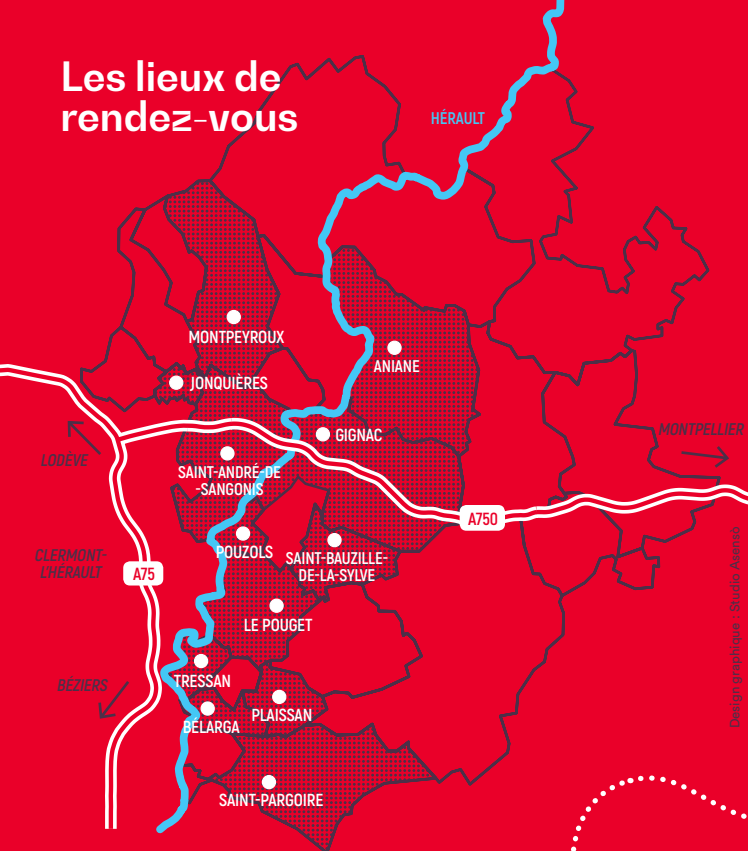 Les lieux de
rendez-vous
HÉRAULT
MONTPEYROUX
ANIANE
JONQUIÈRES
GIGNAC
MONTPELLIER
LODÈVE
SAINT-ANDRÉ-DE
-SANGONIS
A750
POUZOLS
SAINT-BAUZILLE-
DE-LA-SYLVE
CLERMONT-
L'HÉRAULT
A75
LE POUGET
TRESSAN
BÉZIERS
PLAISSAN
BÉLARGA
SAINT-PARGOIRE
Design graphique : Studio Asensö